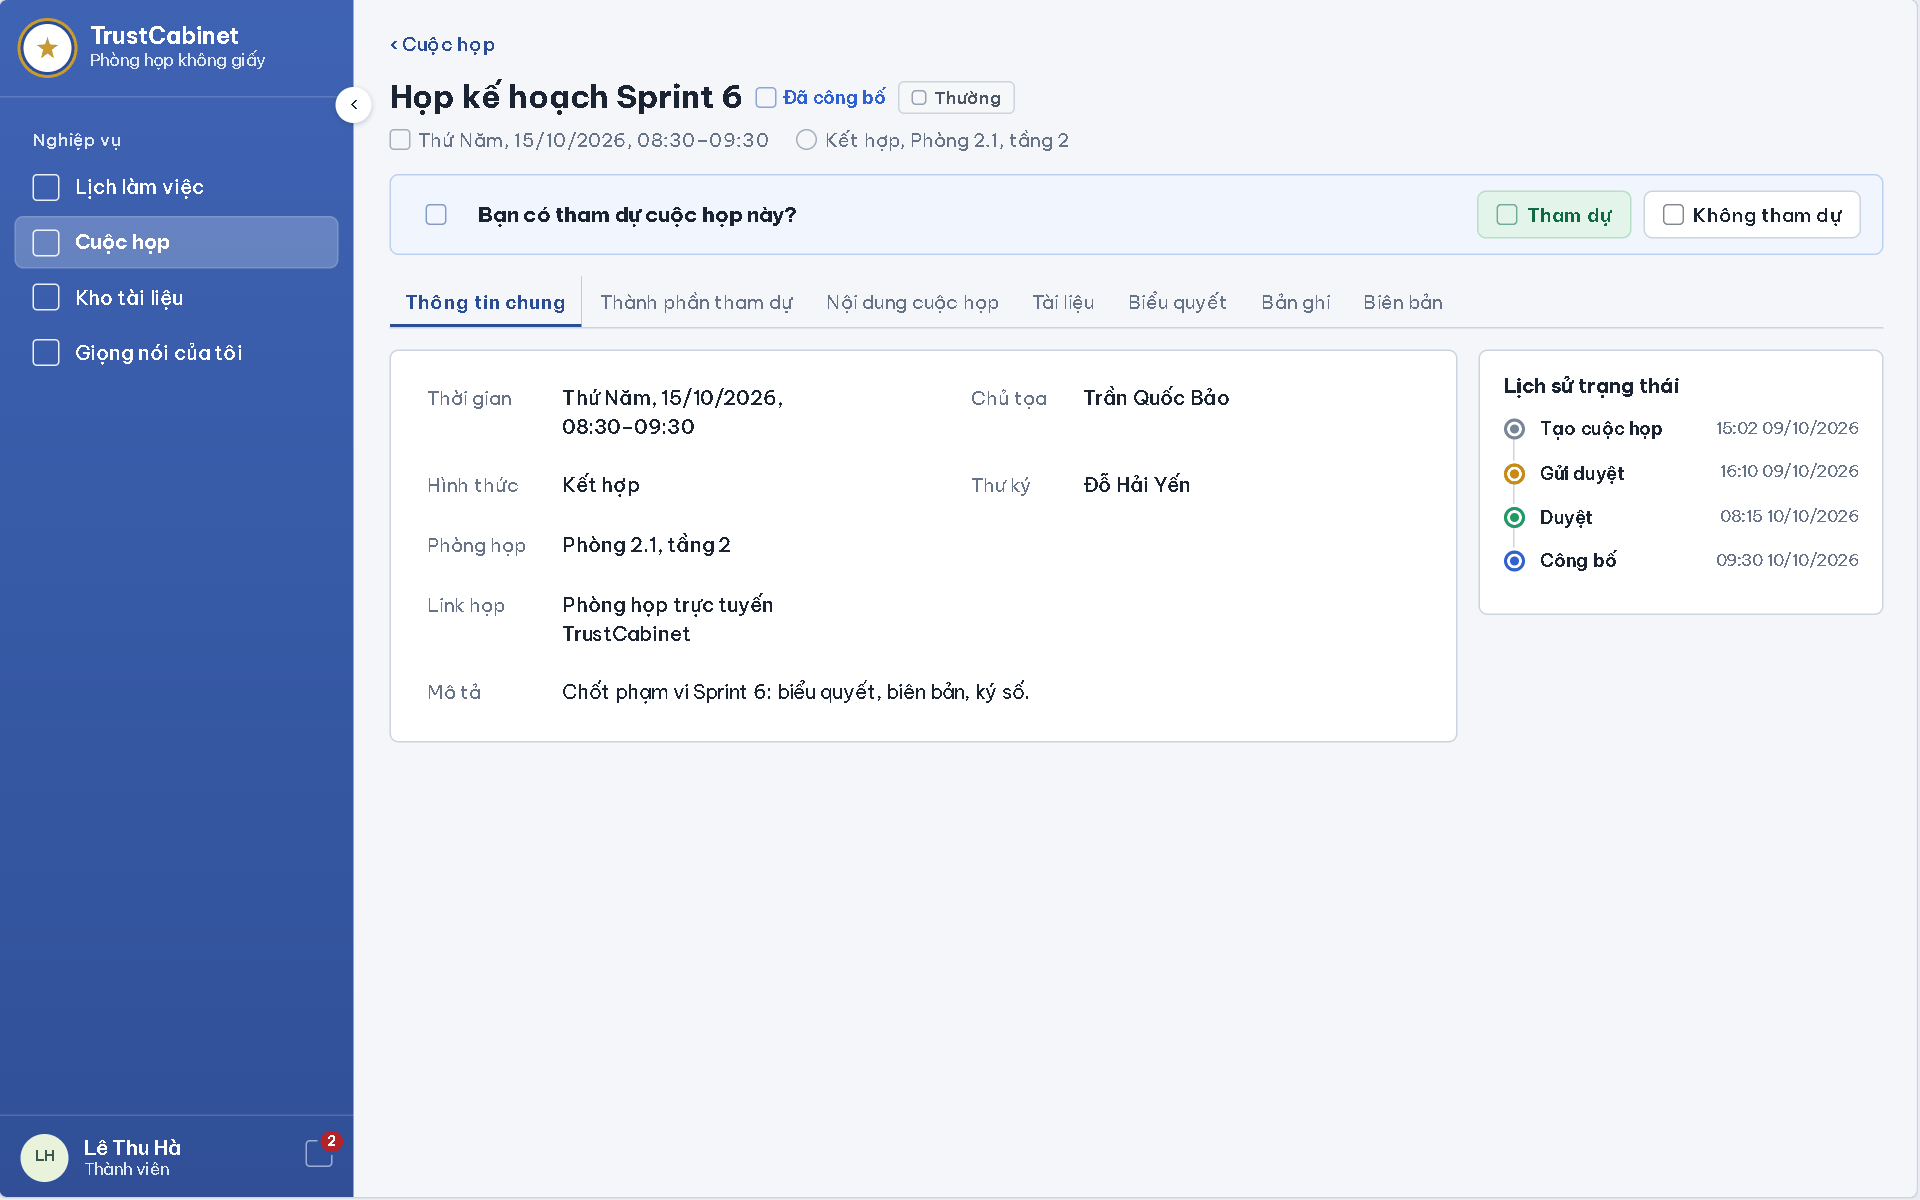 TrustCabinet
Phòng họp không giấy
Nghiệp vụ
Lịch làm việc
Cuộc họp
Kho tài liệu
Giọng nói của tôi
LH
Lê Thu Hà
Thành viên
2
‹ Cuộc họp
Họp kế hoạch Sprint 6
Đã công bố
Thường
Thứ Năm, 15/10/2026, 08:30–09:30
Kết hợp, Phòng 2.1, tầng 2
Bạn có tham dự cuộc họp này?
Tham dự
Không tham dự
Thông tin chung
Thành phần tham dự
Nội dung cuộc họp
Tài liệu
Biểu quyết
Bản ghi
Biên bản
Thời gian
Thứ Năm, 15/10/2026,
08:30–09:30
Chủ tọa
Trần Quốc Bảo
Hình thức
Kết hợp
Thư ký
Đỗ Hải Yến
Phòng họp
Phòng 2.1, tầng 2
Link họp
Phòng họp trực tuyến
TrustCabinet
Mô tả
Chốt phạm vi Sprint 6: biểu quyết, biên bản, ký số.
Lịch sử trạng thái
Tạo cuộc họp
15:02 09/10/2026
Gửi duyệt
16:10 09/10/2026
Duyệt
08:15 10/10/2026
Công bố
09:30 10/10/2026